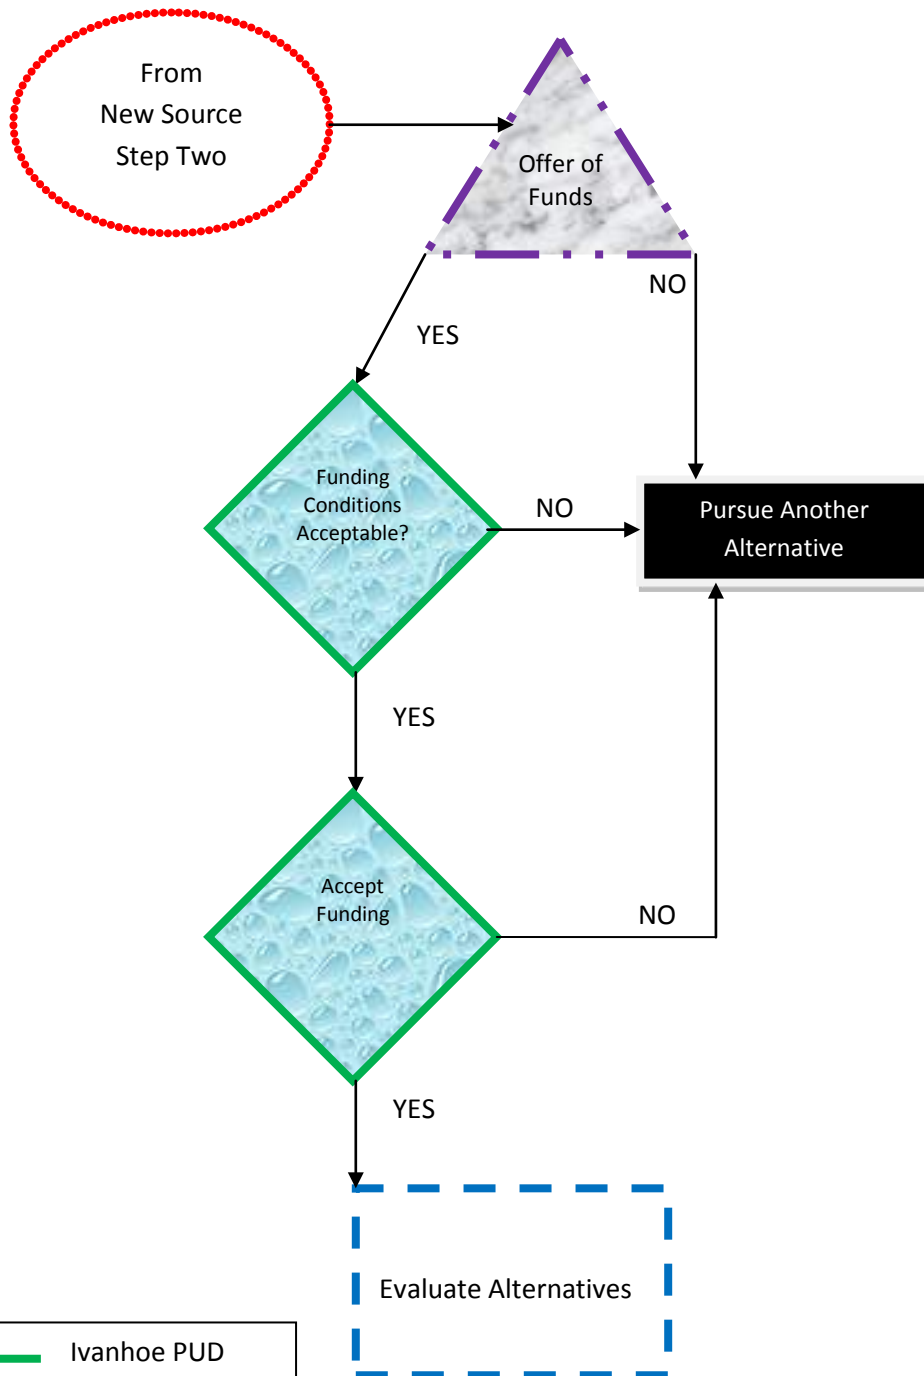 From
New Source
Step Two
Offer of
Funds
NO
YES
Funding
Conditions
Acceptable?
NO
Pursue Another
Alternative
YES
Accept
Funding
NO
YES
Evaluate Alternatives
Ivanhoe PUD